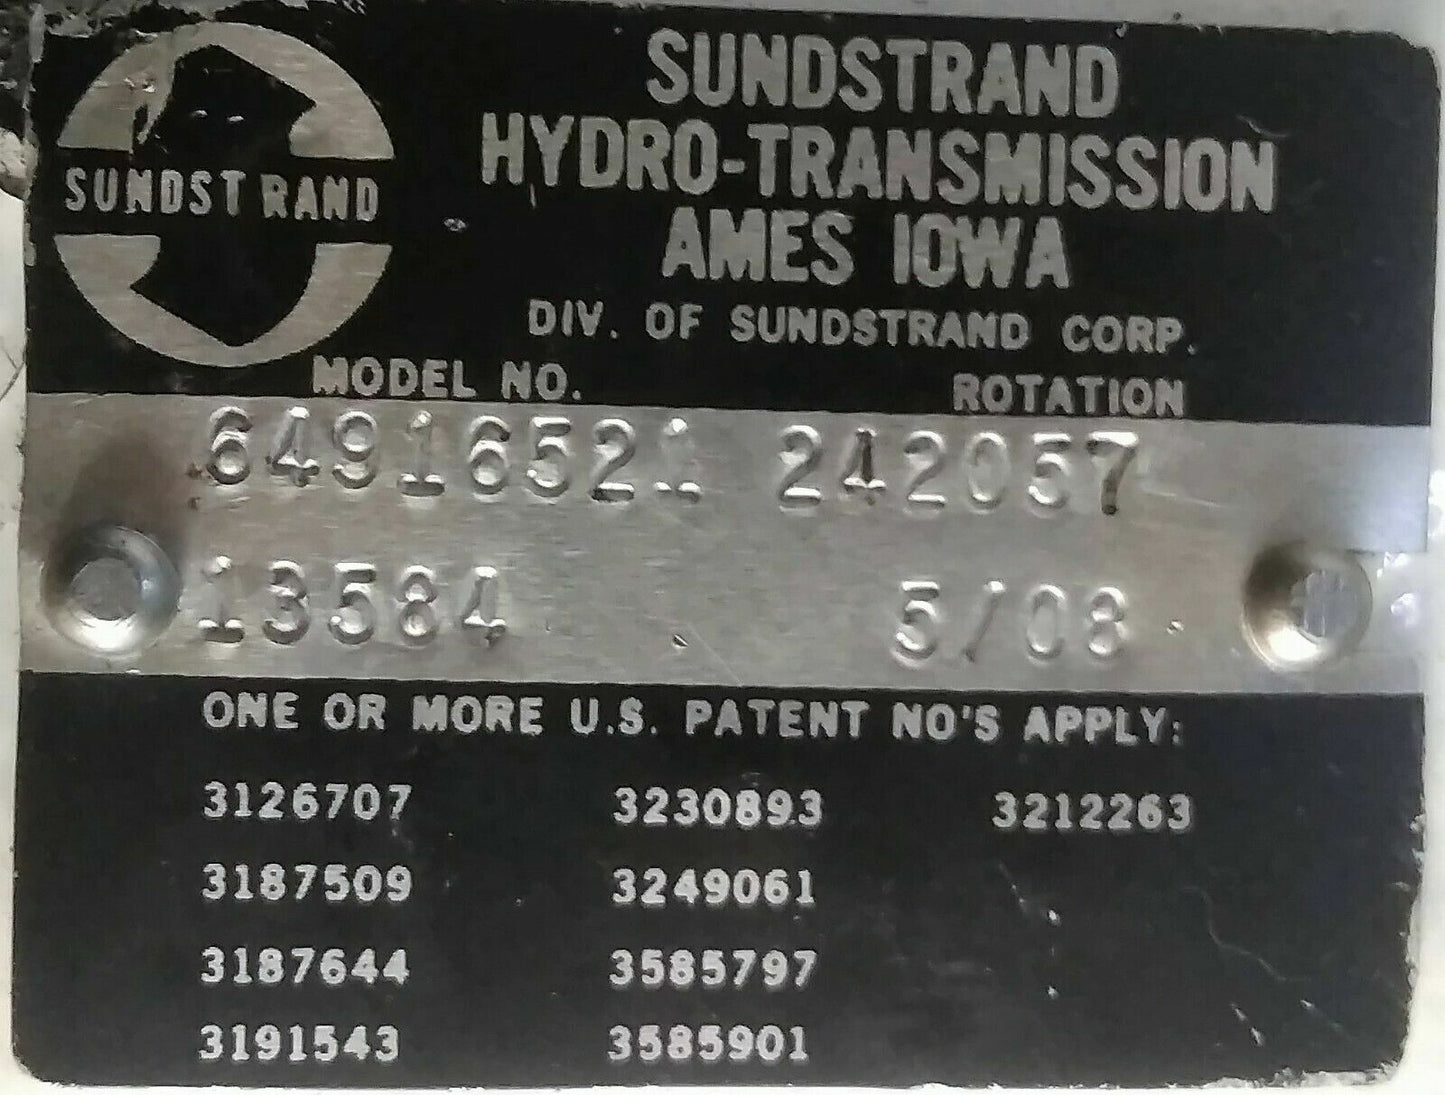 SUNDSTRAND
SUNDSTRAND
HYDRO-TRANSMISSION
AMES IOWA
DIV. OF SUNDSTRAND CORP.
MODEL NO. ROTATION
64916521 242057
13584 5/08
ONE OR MORE U.S. PATENT NO'S APPLY:
3126707 3230893 3212263
3187509 3249061
3187644 3585797
3191543 3585901